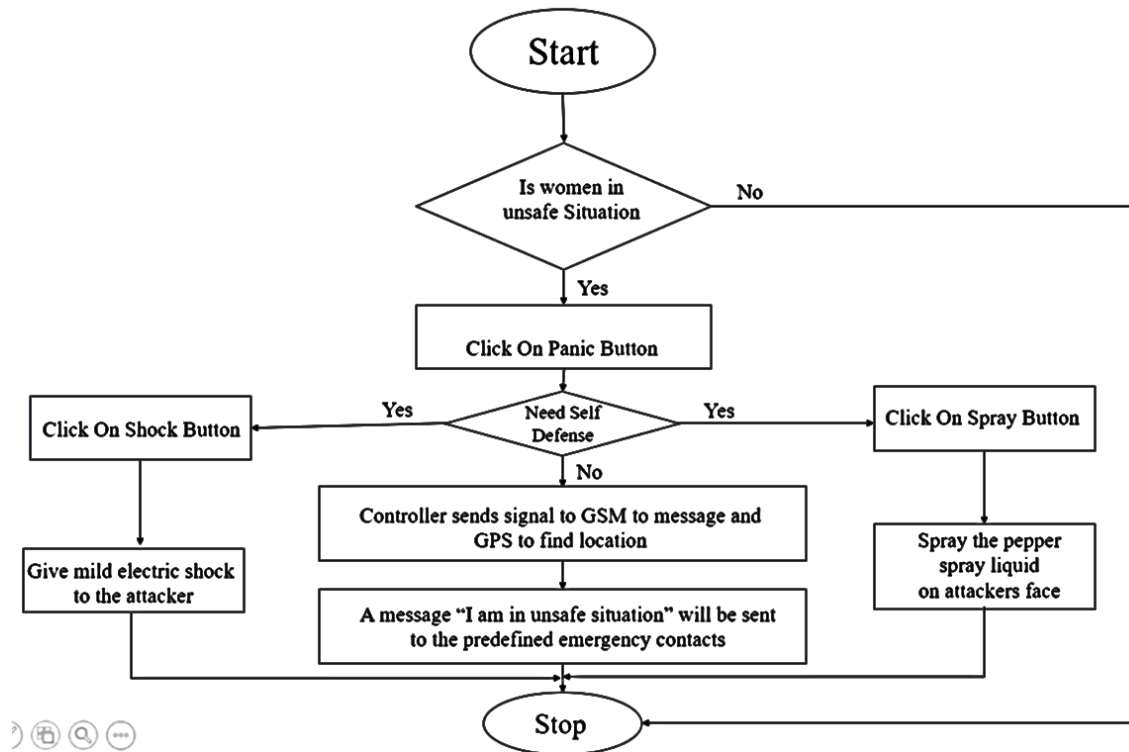 Start
Is women in
unsafe Situation
No
Yes
Click On Panic Button
Yes
Need Self
Defense
Yes
Click On Shock Button
Click On Spray Button
No
Controller sends signal to GSM to message and
GPS to find location
Give mild electric shock
to the attacker
Spray the pepper
spray liquid
on attackers face
A message “I am in unsafe situation” will be sent
to the predefined emergency contacts
Stop